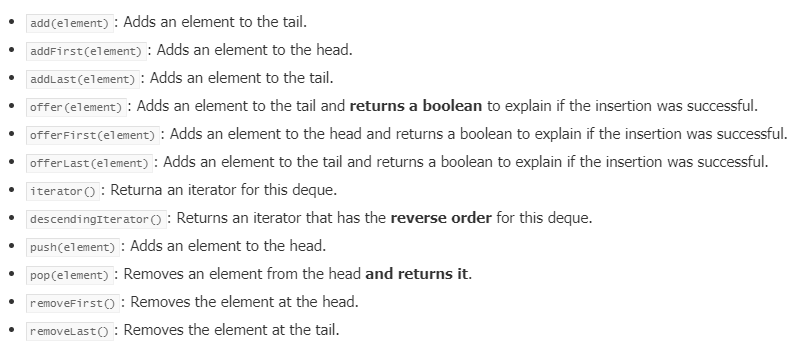 add(element): Adds an element to the tail.
addFirst(element): Adds an element to the head.
addLast(element): Adds an element to the tail.
offer(element): Adds an element to the tail and returns a boolean to explain if the insertion was successful.
offerFirst(element): Adds an element to the head and returns a boolean to explain if the insertion was successful.
offerLast(element): Adds an element to the tail and returns a boolean to explain if the insertion was successful.
iterator(): Returna an iterator for this deque.
descendingIterator(): Returns an iterator that has the reverse order for this deque.
push(element): Adds an element to the head.
pop(element): Removes an element from the head and returns it.
removeFirst(): Removes the element at the head.
removeLast(): Removes the element at the tail.